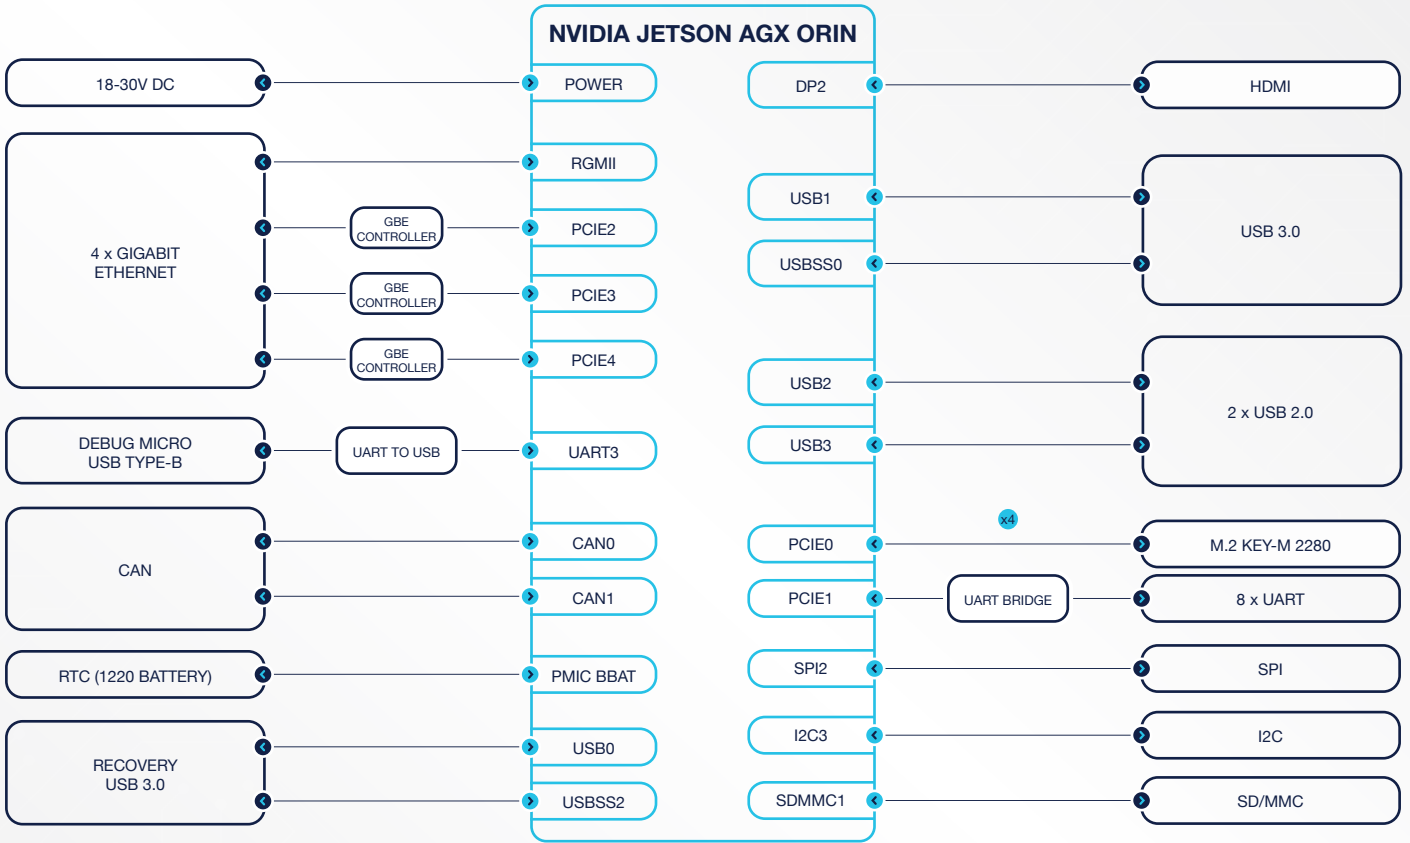 NVIDIA JETSON AGX ORIN
18-30V DC
POWER
DP2
HDMI
4 x GIGABIT
ETHERNET
RGMII
GBE
CONTROLLER
PCIE2
GBE
CONTROLLER
PCIE3
GBE
CONTROLLER
PCIE4
USB1
USBSS0
USB 3.0
USB2
USB3
2 x USB 2.0
DEBUG MICRO
USB TYPE-B
UART TO USB
UART3
CAN
CAN0
CAN1
PCIE0
x4
M.2 KEY-M 2280
PCIE1
UART BRIDGE
8 x UART
RTC (1220 BATTERY)
PMIC BBAT
SPI2
SPI
RECOVERY
USB 3.0
USB0
USBSS2
I2C3
I2C
SDMMC1
SD/MMC